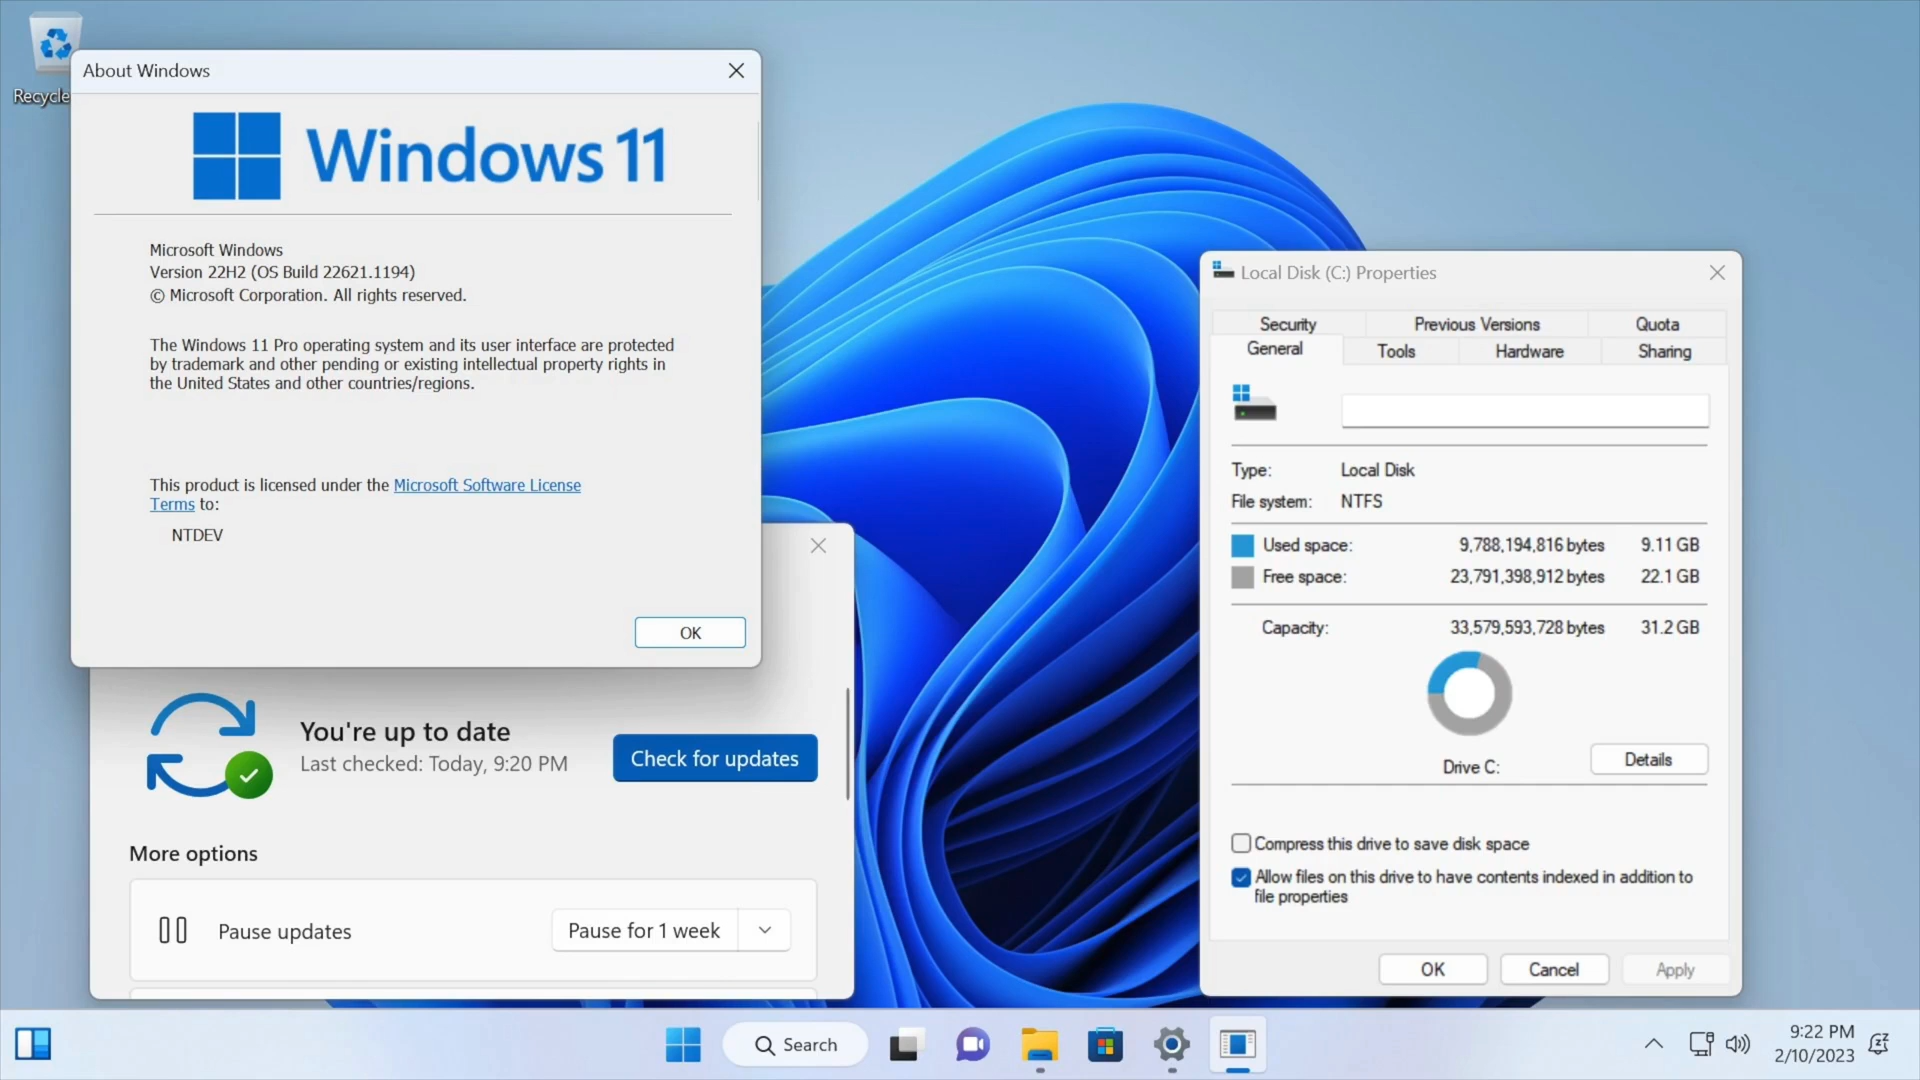 Recycle
About Windows
Windows 11
Microsoft Windows
Version 22H2 (OS Build 22621.1194)
© Microsoft Corporation. All rights reserved.
The Windows 11 Pro operating system and its user interface are protected
by trademark and other pending or existing intellectual property rights in
the United States and other countries/regions.
This product is licensed under the Microsoft Software License
Terms to:
NTDEV
OK
You're up to date
Last checked: Today, 9:20 PM
Check for updates
More options
Pause updates
Pause for 1 week
Local Disk (C:) Properties
Security Previous Versions Quota
General Tools Hardware Sharing
Type: Local Disk
File system: NTFS
Used space: 9,788,194,816 bytes 9.11 GB
Free space: 23,791,398,912 bytes 22.1 GB
Capacity: 33,579,593,728 bytes 31.2 GB
Drive C:
Details
Compress this drive to save disk space
Allow files on this drive to have contents indexed in addition to
file properties
OK Cancel Apply
Search
9:22 PM
2/10/2023